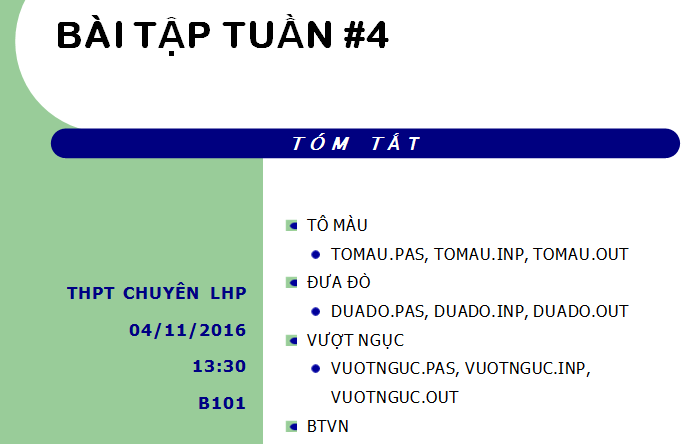 BÀI TẬP TUẦN #4
TÓM TẮT
THPT CHUYÊN LHP
04/11/2016
13:30
B101
TÔ MÀU
TOMAU.PAS, TOMAU.INP, TOMAU.OUT
ĐƯA ĐÒ
DUADO.PAS, DUADO.INP, DUADO.OUT
VƯỢT NGỤC
VUOTNGUC.PAS, VUOTNGUC.INP,
VUOTNGUC.OUT
BTVN